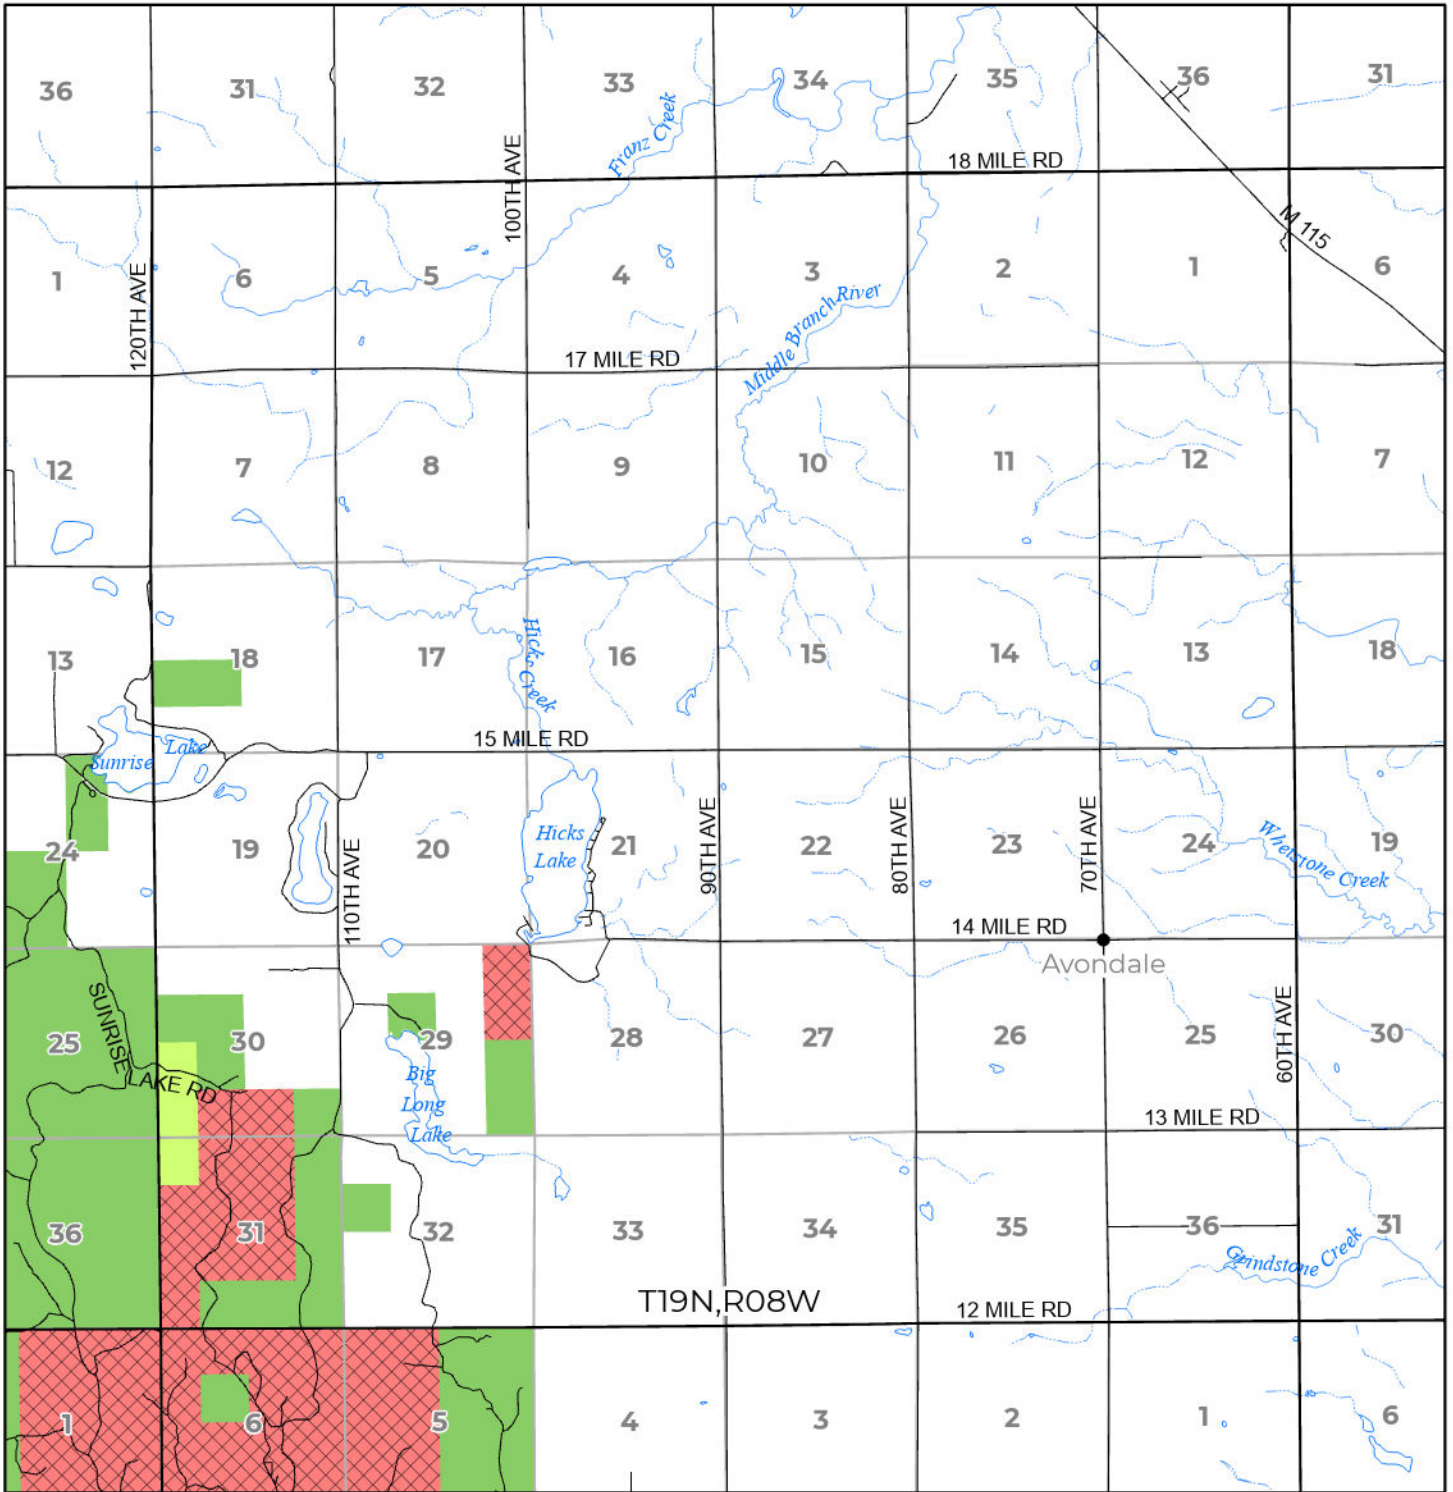 36
31
32
33
34
35
36
31
Franz Creek
18 MILE RD
100TH AVE
M 115
1
120TH AVE
6
5
4
3
2
1
6
Middle Branch River
17 MILE RD
12
7
8
9
10
11
12
7
13
18
17
Hicks Creek
16
15
14
13
18
15 MILE RD
Sunrise Lake
24
19
110TH AVE
20
Hicks
Lake
21
90TH AVE
22
80TH AVE
23
70TH AVE
24
Whetstone Creek
19
14 MILE RD
Avondale
25
SUNRISE LAKE RD
30
29
Big
Long
Lake
28
27
26
25
60TH AVE
30
13 MILE RD
36
31
32
33
34
35
36
31
Grindstone Creek
T19N,R08W
12 MILE RD
1
6
5
4
3
2
1
6